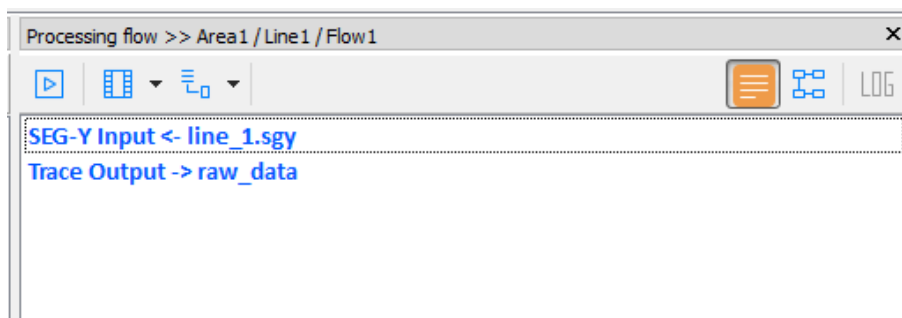 Processing flow >> Area1 / Line1 / Flow1
LOG
SEG-Y Input <- line_1.sgy
Trace Output -> raw_data